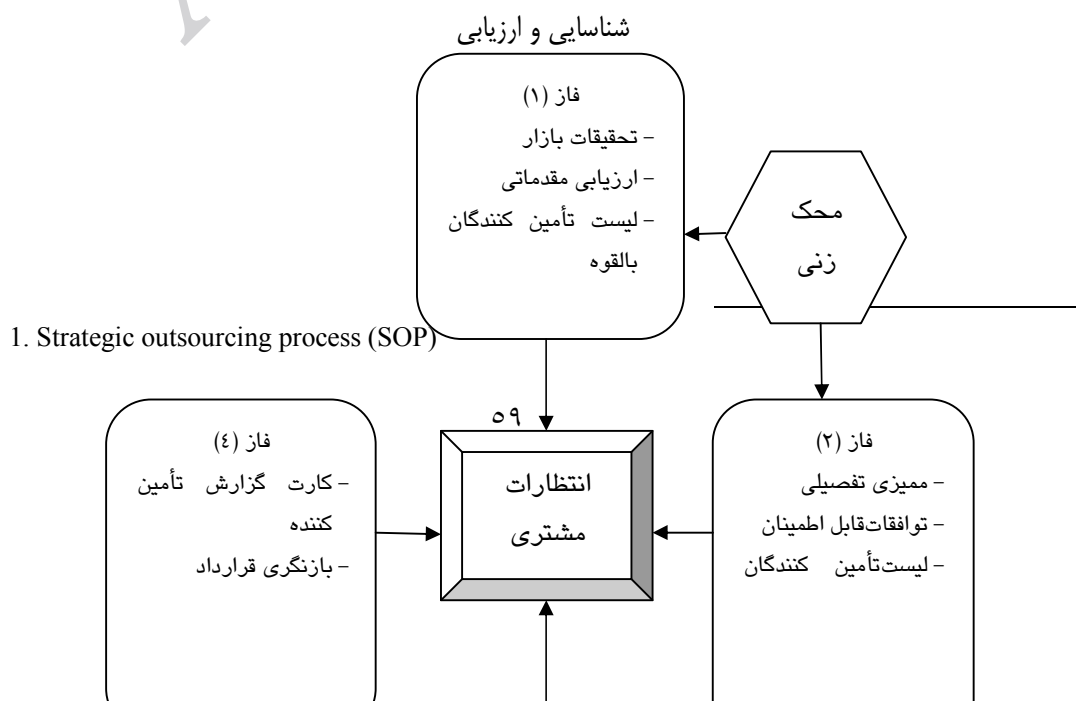 شناسایی و ارزیابی
فاز (۱)
– تحقیقات بازار
– ارزیابی مقدماتی
– لیست تأمین کنندگان
بالقوه
محک
زنی
1. Strategic outsourcing process (SOP)
۵۹
فاز (۲)
– ممیزی تفصیلی
– توافقات‌قابل اطمینان
– لیست‌تأمین کنندگان
انتظارات
مشتری
فاز (٤)
– کارت گزارش تأمین
کننده
– بازنگری قرارداد